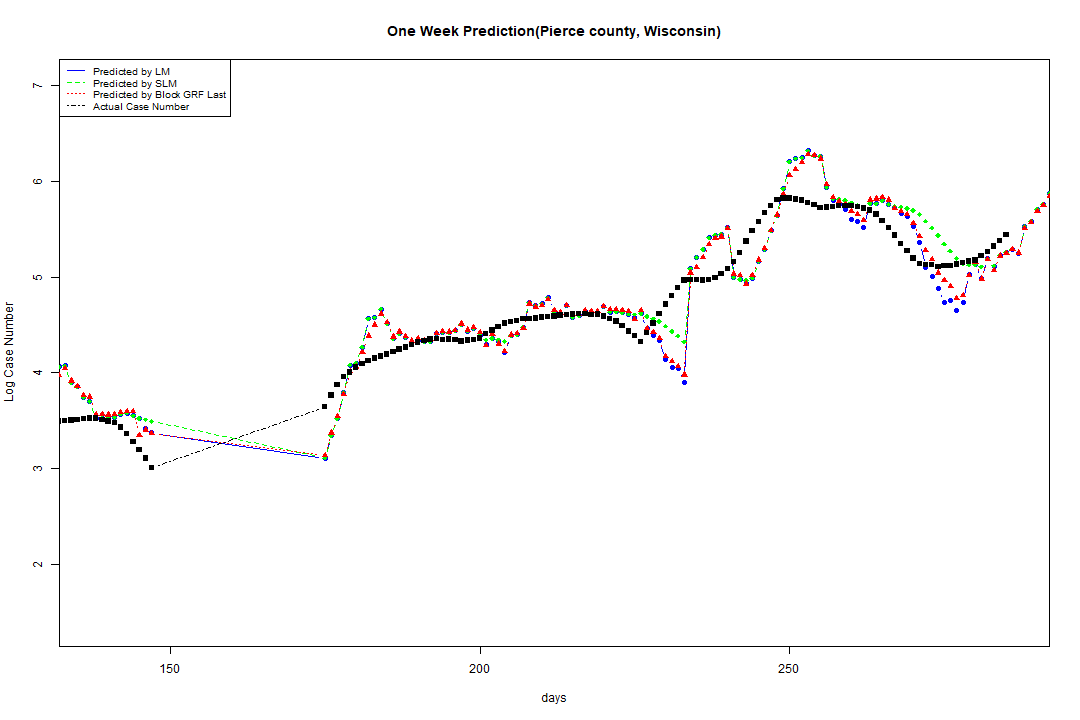 One Week Prediction(Pierce county, Wisconsin)
Predicted by LM
Predicted by SLM
Predicted by Block GRF Last
Actual Case Number
7
6
5
4
3
2
Log Case Number
150 200 250
days